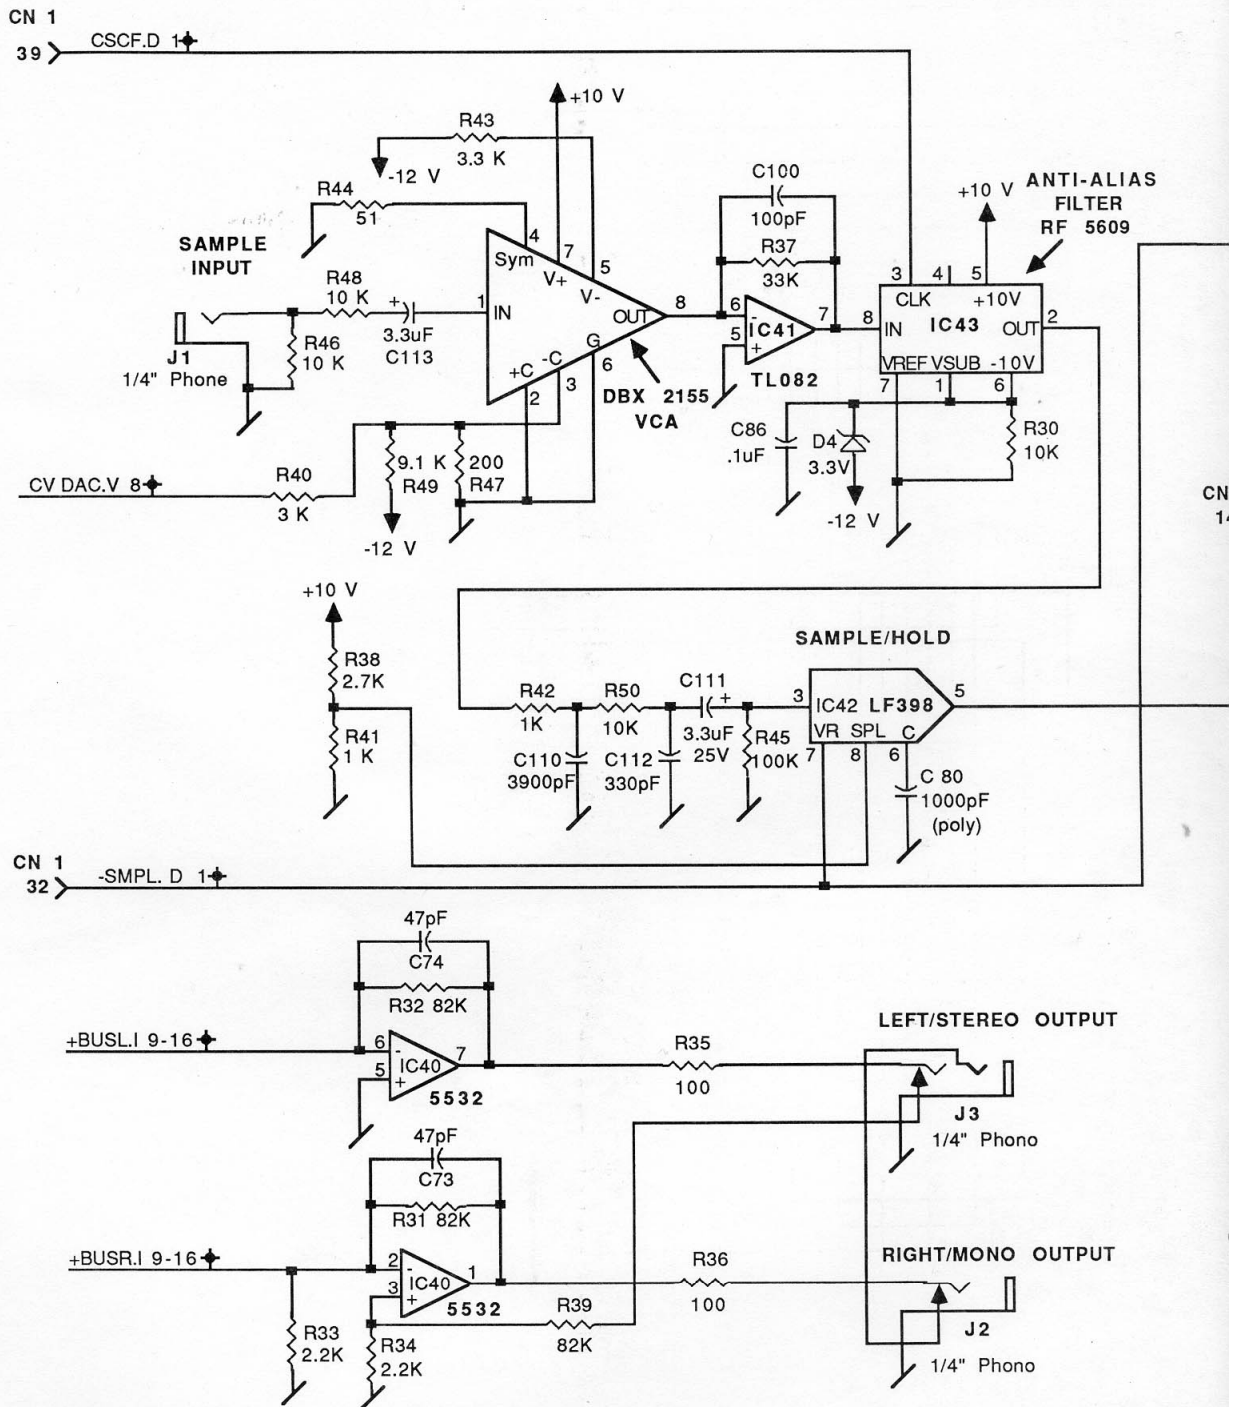 CN 1
39
CSCF.D 1
+10 V
R43
3.3 K
-12 V
R44
51
SAMPLE
INPUT
R48
10 K
+
3.3uF
C113
R46
10 K
J1
1/4" Phone
1
IN
4
Sym
7
V+
5
V-
OUT
8
G
6
-C
3
+C
2
DBX 2155
VCA
C100
100pF
R37
33K
6
-
5
+
IC41
7
TL082
ANTI-ALIAS
FILTER
RF 5609
+10 V
3
4
5
CLK
+10V
8
IN
IC43
OUT
2
VREF
VSUB
-10V
7
1
6
C86
.1uF
D4
3.3V
-12 V
R30
10K
CV DAC.V 8
R40
3 K
9.1 K
R49
-12 V
200
R47
CN
14
+10 V
R38
2.7K
R41
1 K
SAMPLE/HOLD
R42
1K
C110
3900pF
R50
10K
C112
330pF
C111
+
3.3uF
25V
R45
100K
3
IC42 LF398
5
VR
SPL
C
7
8
6
C 80
1000pF
(poly)
CN 1
32
-SMPL. D 1
47pF
C74
R32 82K
+BUSL.I 9-16
6
-
5
+
IC40
7
5532
R35
100
LEFT/STEREO OUTPUT
J3
1/4" Phono
47pF
C73
R31 82K
+BUSR.I 9-16
2
-
3
+
IC40
1
5532
R36
100
R39
82K
R33
2.2K
R34
2.2K
RIGHT/MONO OUTPUT
J2
1/4" Phono